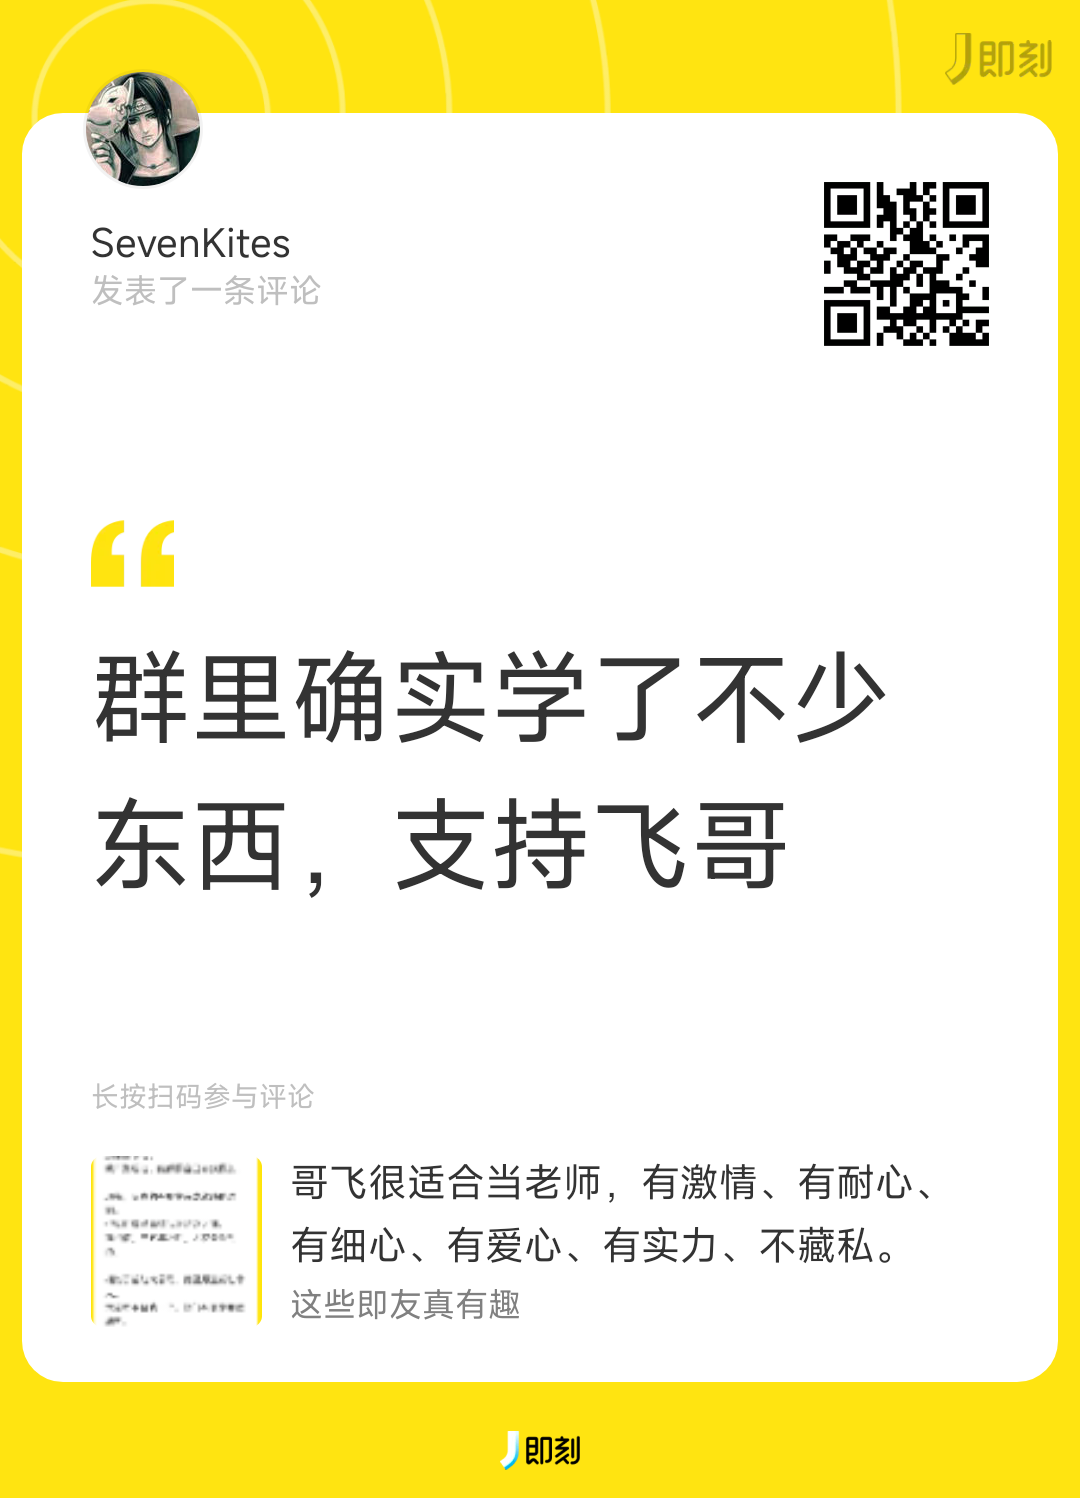 即刻
SevenKites
发表了一条评论
群里确实学了不少
东西，支持飞哥
长按扫码参与评论
哥飞很适合当老师，有激情、有耐心、
有细心、有爱心、有实力、不藏私。
这些即友真有趣
即刻